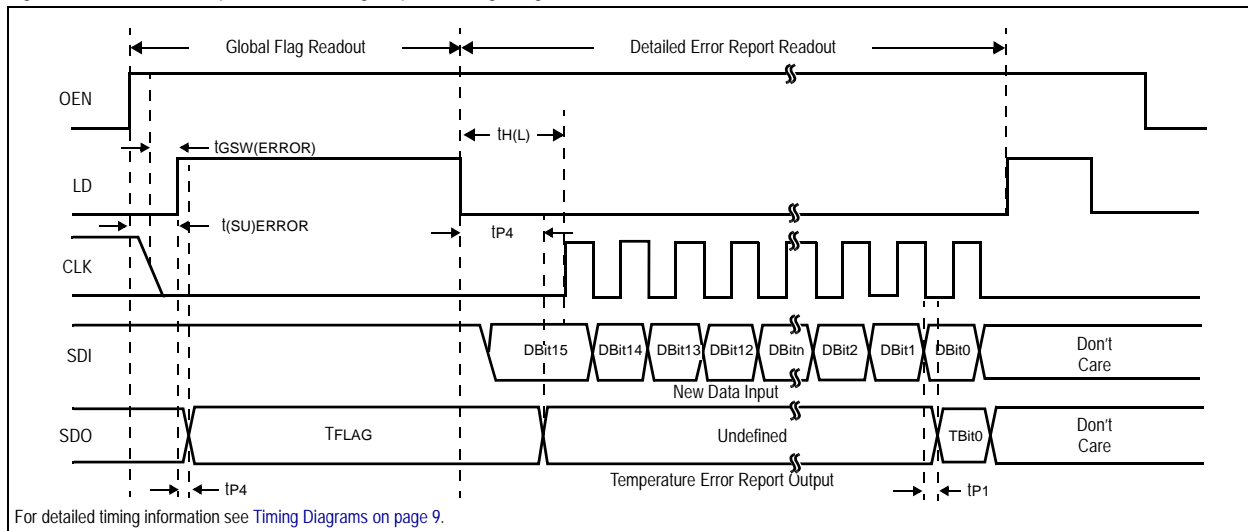 Global Flag Readout
Detailed Error Report Readout
OEN
tH(L)
tGSW(ERROR)
LD
t(SU)ERROR
tP4
CLK
SDI
DBit15
DBit14
DBit13
DBit12
DBitn
DBit2
DBit1
DBit0
Don't
Care
New Data Input
SDO
TFLAG
Undefined
TBit0
Don't
Care
Temperature Error Report Output
tP4
tP1
For detailed timing information see Timing Diagrams on page 9.